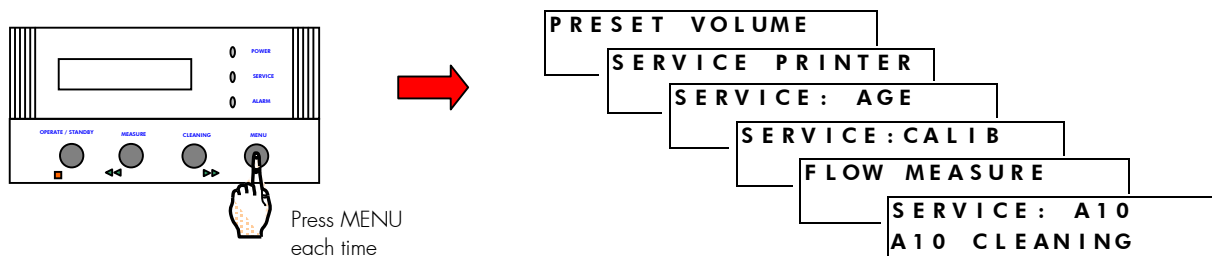 POWER
SERVICE
ALARM
OPERATE / STANDBY MEASURE CLEANING MENU
Press MENU
each time
PRESET VOLUME
SERVICE PRINTER
SERVICE: AGE
SERVICE:CALIB
FLOW MEASURE
SERVICE: A10
A10 CLEANING